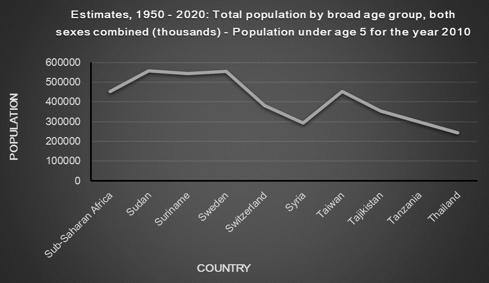 Estimates, 1950 - 2020: Total population by broad age group, both
sexes combined (thousands) - Population under age 5 for the year 2010
600000
500000
400000
300000
200000
100000
0
POPULATION
Sub-Saharan Africa
Sudan
Suriname
Sweden
Switzerland
Syria
Taiwan
Tajikistan
Tanzania
Thailand
COUNTRY